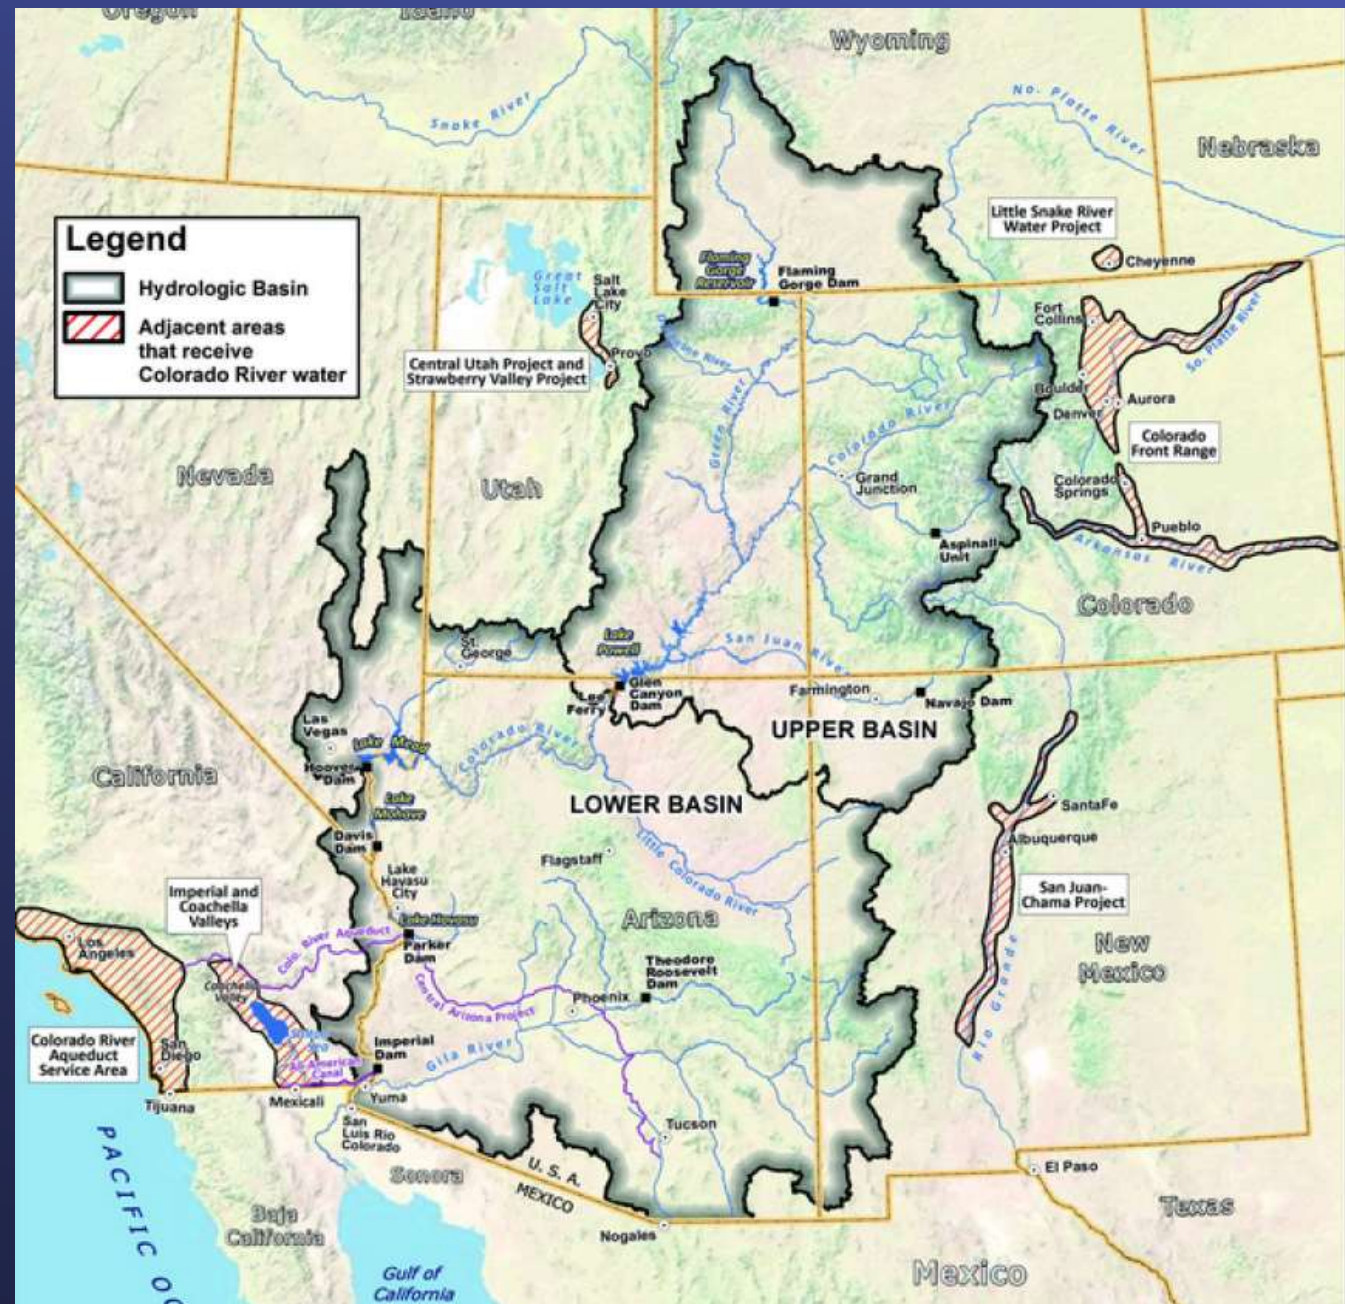 Oregon
Idaho
Wyoming
Snake River
No. Platte River
Nebraska
Legend
Hydrologic Basin
Adjacent areas
that receive
Colorado River water
Little Snake River
Water Project
Cheyenne
Flaming
Gorge
Reservoir
Flaming
Gorge Dam
Great
Salt
Lake
Salt
Lake
City
Provo
Central Utah Project and
Strawberry Valley Project
Green River
Colorado River
Fort
Collins
So. Platte River
Boulder
Denver
Aurora
Colorado
Front Range
Grand
Junction
Colorado
Springs
Pueblo
Arkansas River
Aspinall
Unit
Colorado
Nevada
Utah
St.
George
Lake
Powell
San Juan River
Lee
Ferry
Glen
Canyon
Dam
Farmington
Navajo Dam
UPPER BASIN
Las
Vegas
Lake Mead
Colorado River
Hoover
Dam
California
Lake
Mohave
LOWER BASIN
Davis
Dam
Flagstaff
Little Colorado River
SantaFe
Albuquerque
Lake
Havasu
City
Lake Havasu
Arizona
San Juan-
Chama Project
New
Mexico
Imperial and
Coachella
Valleys
Los
Angeles
Colo. River Aqueduct
Parker
Dam
Coachella
Valley
Central Arizona Project
Theodore
Roosevelt
Dam
Phoenix
Rio Grande
Colorado River
Aqueduct
Service Area
San
Diego
All-American
Canal
Imperial
Dam
Gila River
Tijuana
Mexicali
Yuma
San
Luis Rio
Colorado
Tucson
Sonora
U. S. A.
MEXICO
Nogales
El Paso
Texas
Baja
California
Gulf of
California
Mexico
PACIFIC